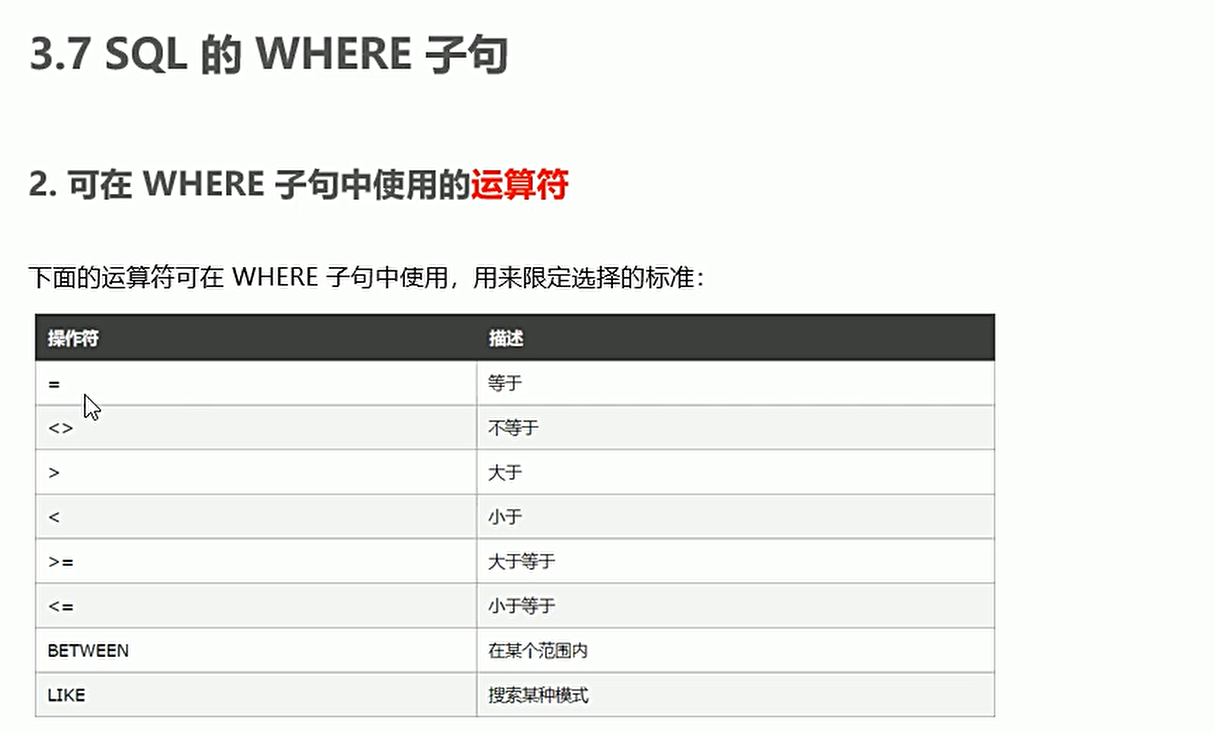 3.7 SQL 的 WHERE 子句
2. 可在 WHERE 子句中使用的运算符
下面的运算符可在 WHERE 子句中使用，用来限定选择的标准：
操作符 描述
= 等于
<> 不等于
> 大于
< 小于
>= 大于等于
<= 小于等于
BETWEEN 在某个范围内
LIKE 搜索某种模式